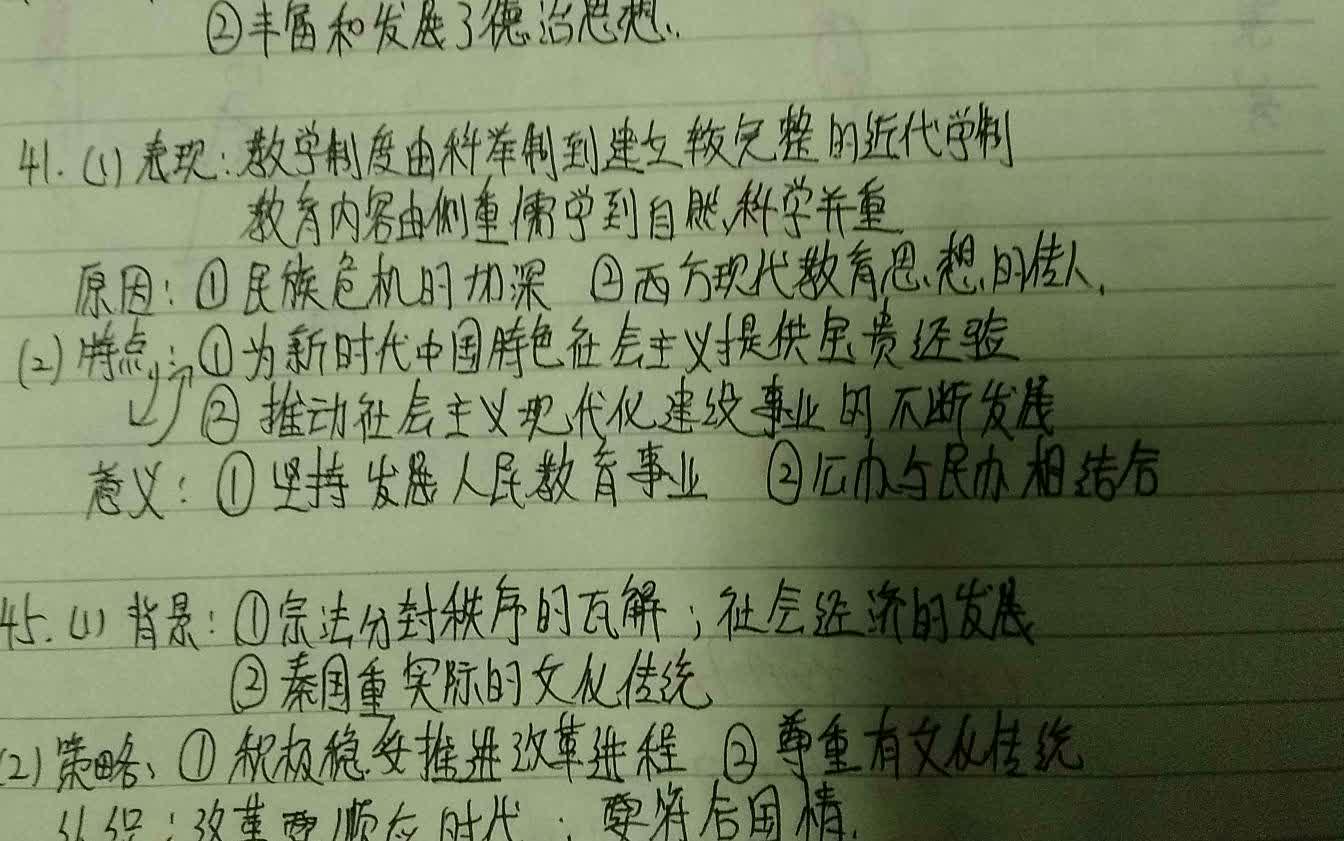 ②丰富和发展了德治思想.
41. (1) 表现: 教学制度由科举制到建立较完整的近代学制
教育内容由侧重儒学到自然科学并重
原因: ①民族危机的加深 ②西方现代教育思想的传入.
(2) 特点: ①为新时代中国特色社会主义提供宝贵经验
②推动社会主义现代化建设事业的不断发展
意义: ①坚持发展人民教育事业 ②公办与民办相结合
45. (1) 背景: ①宗法分封秩序的瓦解; 社会经济的发展
②秦国重实际的文化传统
(2) 策略: ①积极稳妥推进改革进程 ②尊重有文化传统
认识: 改革要顺应时代; 要符合国情.